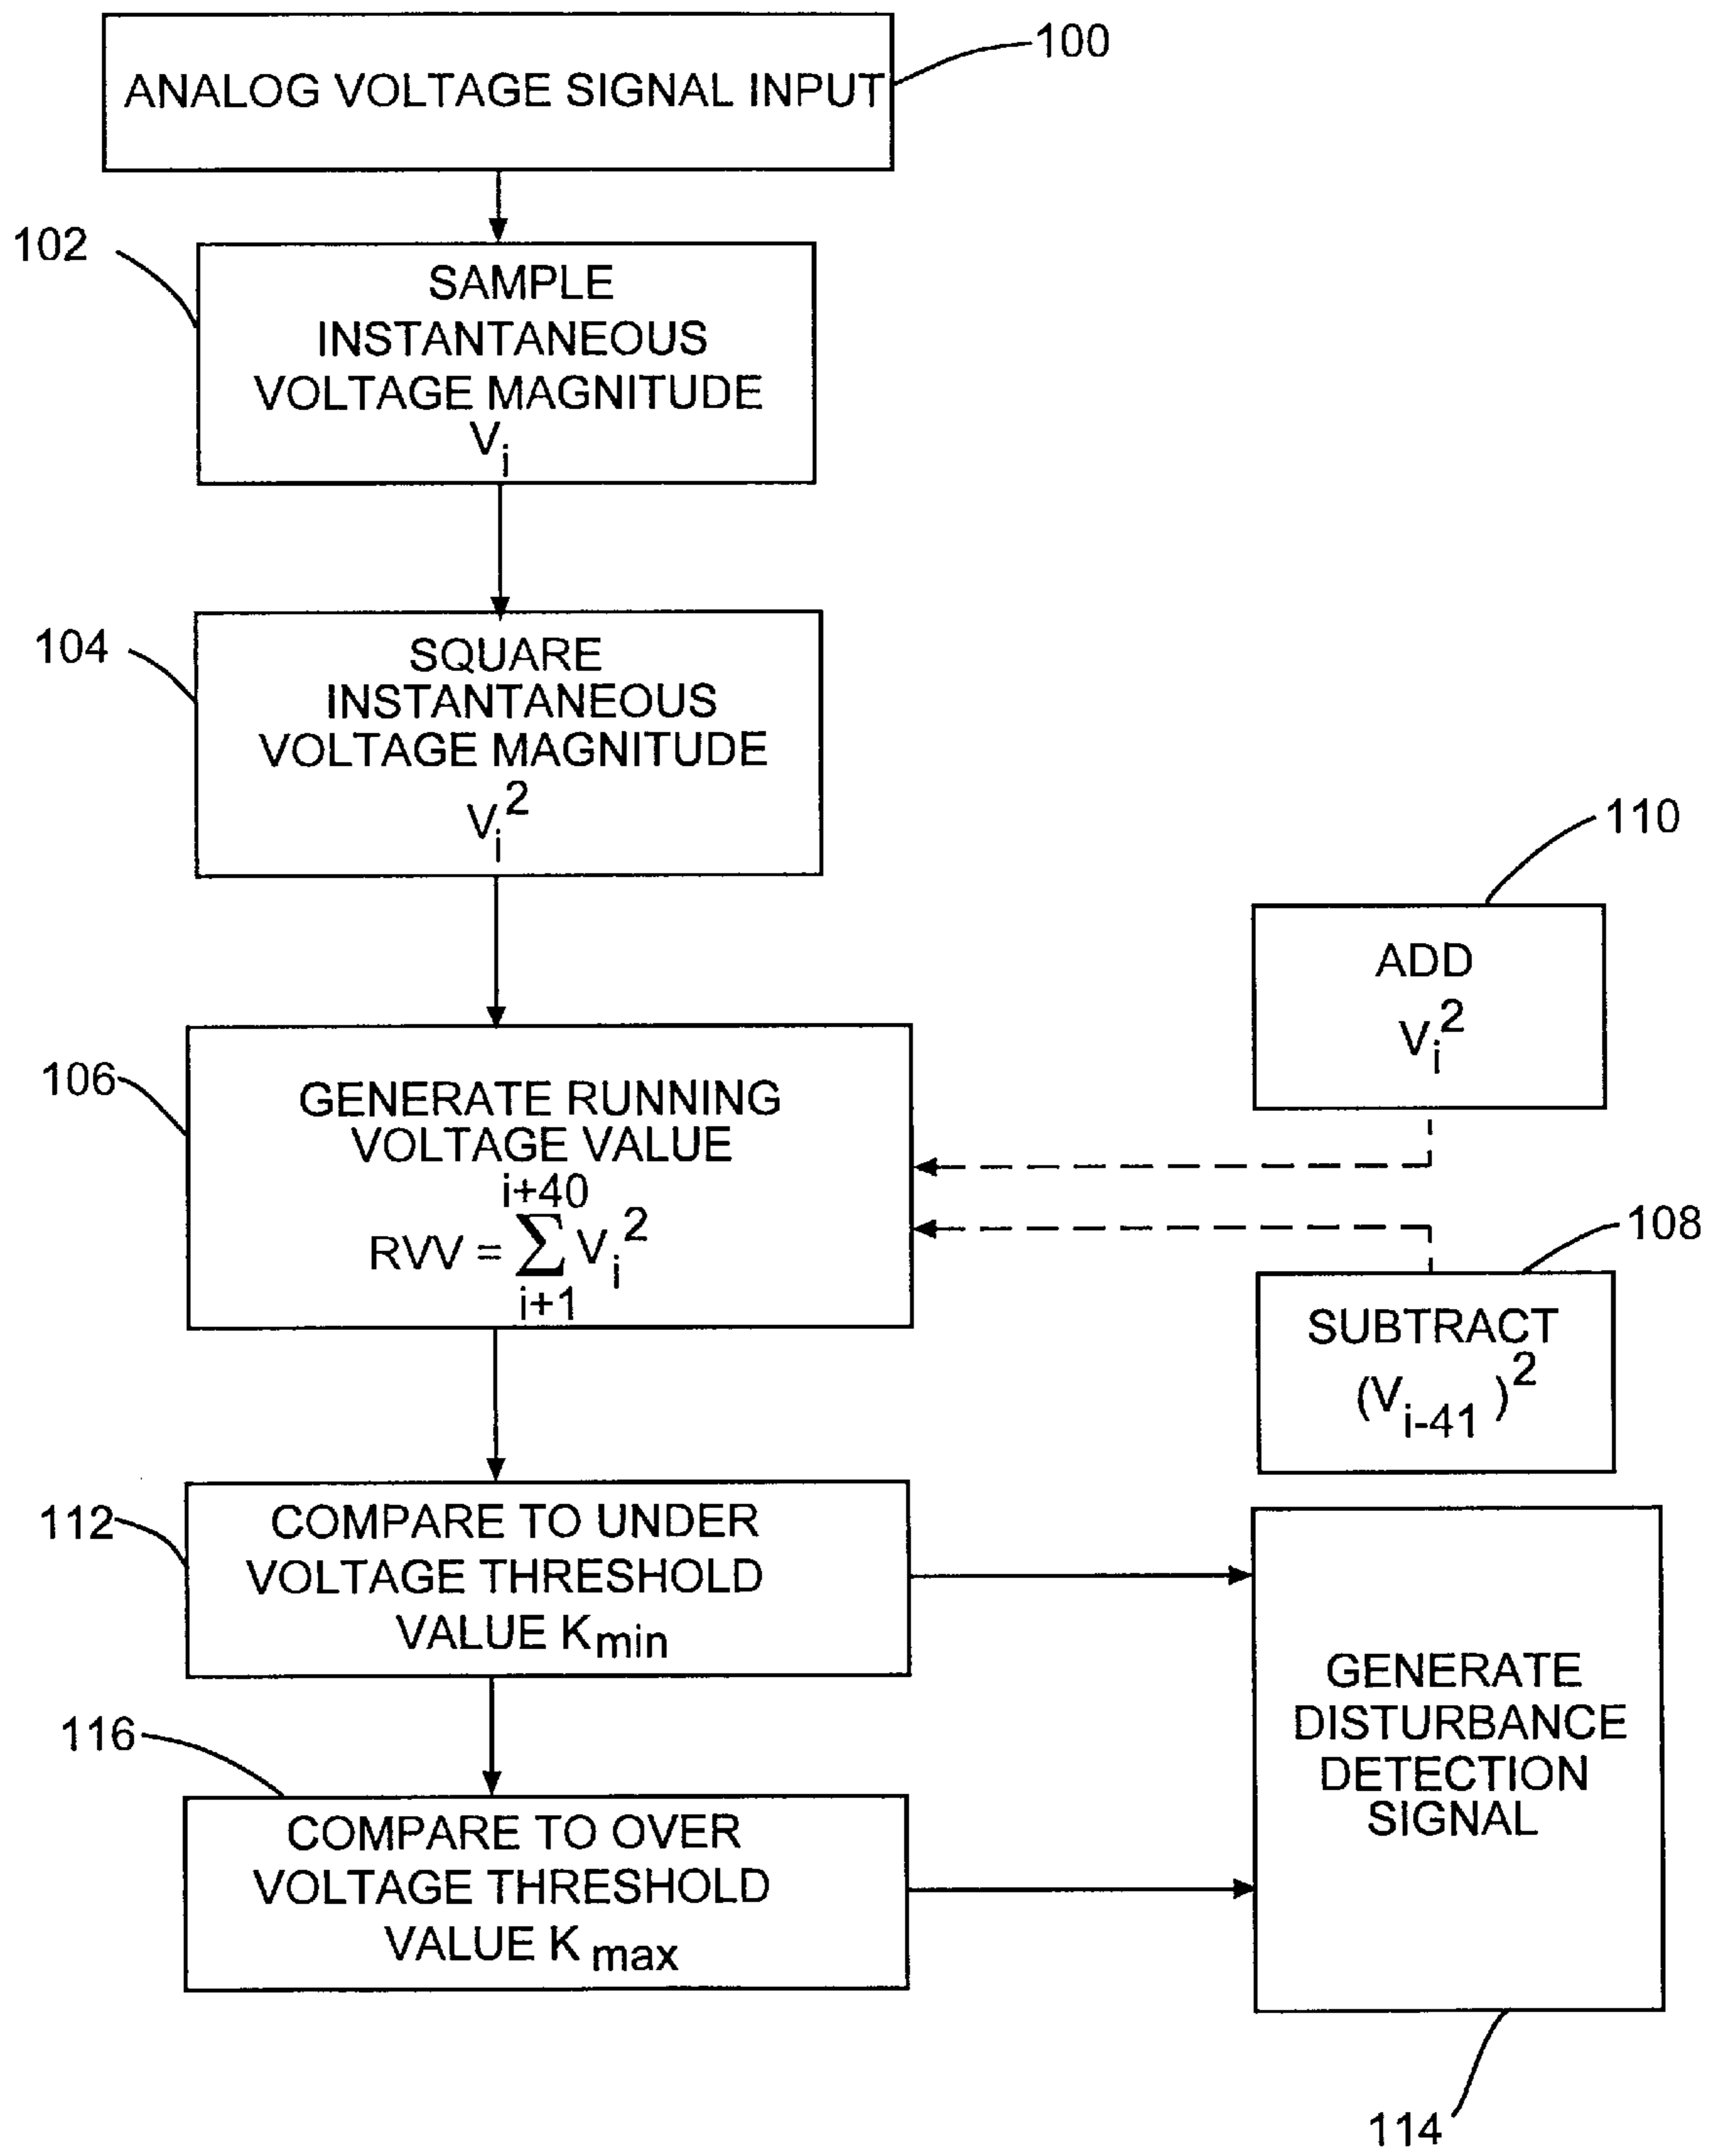 100
ANALOG VOLTAGE SIGNAL INPUT
102
SAMPLE
INSTANTANEOUS
VOLTAGE MAGNITUDE
Vi
104
SQUARE
INSTANTANEOUS
VOLTAGE MAGNITUDE
Vi²
110
ADD
Vi²
106
GENERATE RUNNING
VOLTAGE VALUE
i+40
RVV = ∑ Vi²
i+1
108
SUBTRACT
(Vi-41)²
112
COMPARE TO UNDER
VOLTAGE THRESHOLD
VALUE Kmin
116
COMPARE TO OVER
VOLTAGE THRESHOLD
VALUE K max
GENERATE
DISTURBANCE
DETECTION
SIGNAL
114